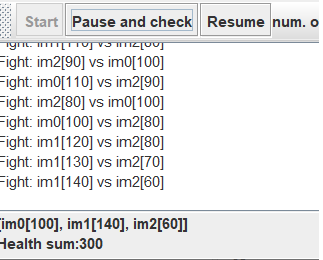 Start Pause and check Resume num. o
Fight: im1[110] vs im2[80]
Fight: im2[90] vs im0[100]
Fight: im0[110] vs im2[90]
Fight: im2[80] vs im0[100]
Fight: im0[100] vs im2[80]
Fight: im1[120] vs im2[80]
Fight: im1[130] vs im2[70]
Fight: im1[140] vs im2[60]
[im0[100], im1[140], im2[60]]
Health sum:300